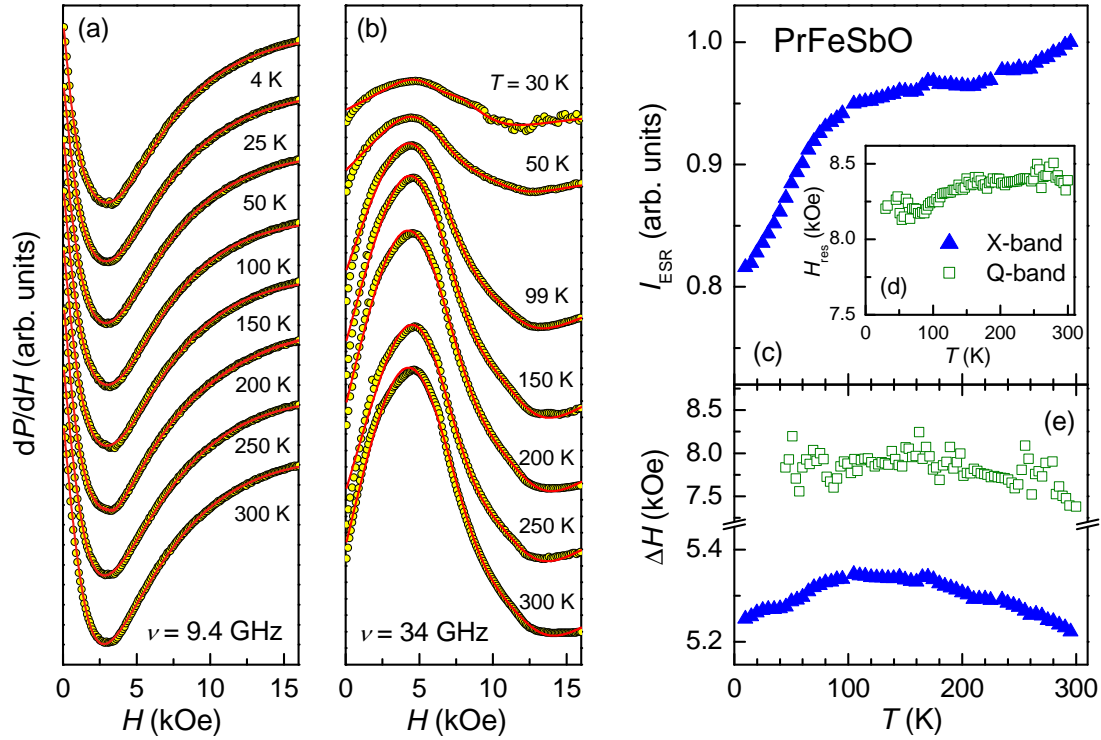 (a)
4 K
25 K
50 K
100 K
150 K
200 K
250 K
300 K
ν = 9.4 GHz
dP/dH (arb. units)
0 5 10 15
H (kOe)
(b)
T = 30 K
50 K
99 K
150 K
200 K
250 K
300 K
ν = 34 GHz
0 5 10 15
H (kOe)
PrFeSbO
1.0
0.9
0.8
I_ESR (arb. units)
(c)
8.5
8.0
7.5
H_res (kOe)
X-band
Q-band
(d)
0 100 200 300
T (K)
(e)
8.5
8.0
7.5
5.4
5.2
ΔH (kOe)
0 100 200 300
T (K)